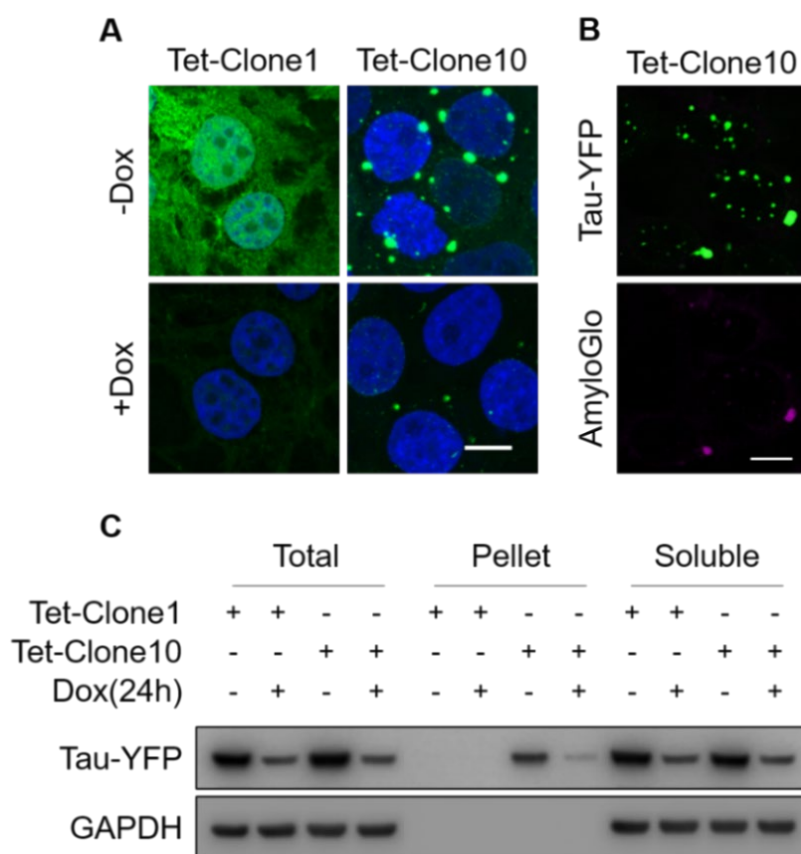 A
B
Tet-Clone1 Tet-Clone10
Tet-Clone10
-Dox
+Dox
Tau-YFP
AmyloGlo
C
Total Pellet Soluble
Tet-Clone1 + + - - + + - - + + - -
Tet-Clone10 - - + + - - + + - - + +
Dox(24h) - + - + - + - + - + - +
Tau-YFP
GAPDH